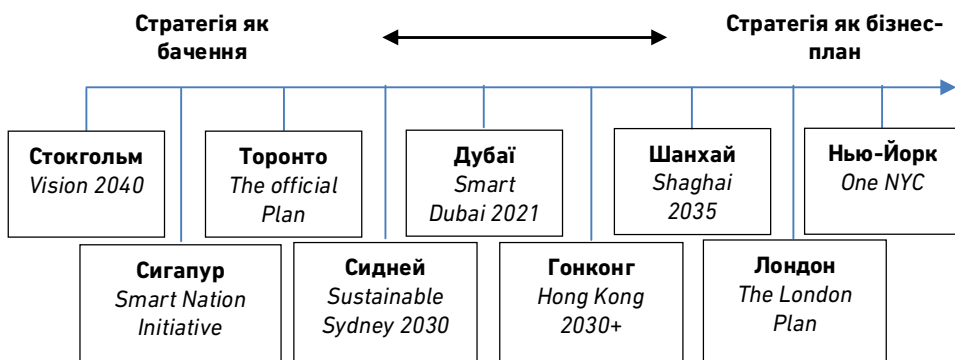 Стратегія як
бачення
Стратегія як бізнес-
план
Стокгольм
Vision 2040
Торонто
The official
Plan
Дубаї
Smart
Dubai 2021
Шанхай
Shaghai
2035
Нью-Йорк
One NYC
Сигапур
Smart Nation
Initiative
Сидней
Sustainable
Sydney 2030
Гонконг
Hong Kong
2030+
Лондон
The London
Plan